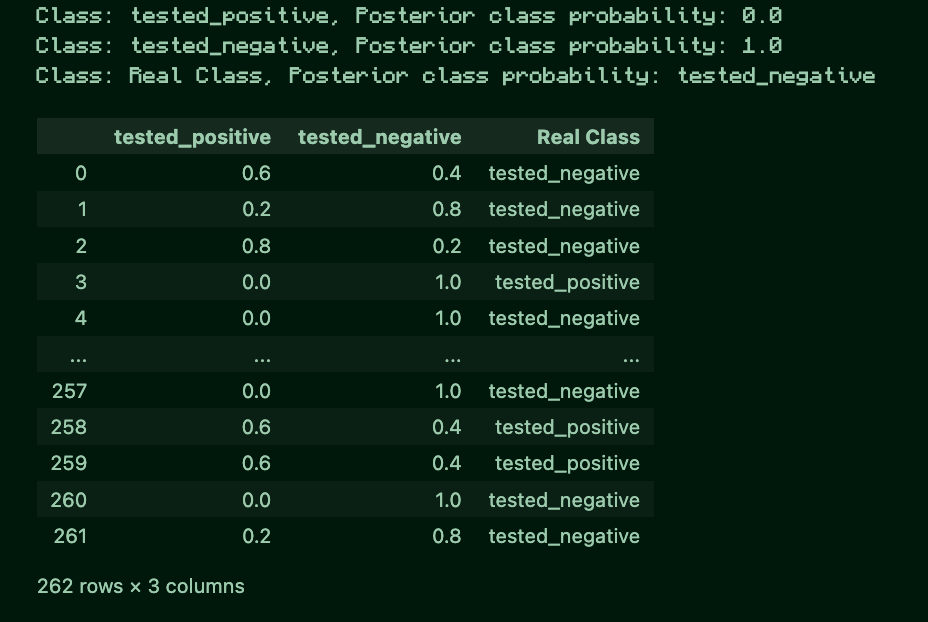 Class: tested_positive, Posterior class probability: 0.0
Class: tested_negative, Posterior class probability: 1.0
Class: Real Class, Posterior class probability: tested_negative
tested_positive tested_negative Real Class
0 0.6 0.4 tested_negative
1 0.2 0.8 tested_negative
2 0.8 0.2 tested_negative
3 0.0 1.0 tested_positive
4 0.0 1.0 tested_negative
... ... ... ...
257 0.0 1.0 tested_negative
258 0.6 0.4 tested_positive
259 0.6 0.4 tested_positive
260 0.0 1.0 tested_negative
261 0.2 0.8 tested_negative
262 rows × 3 columns